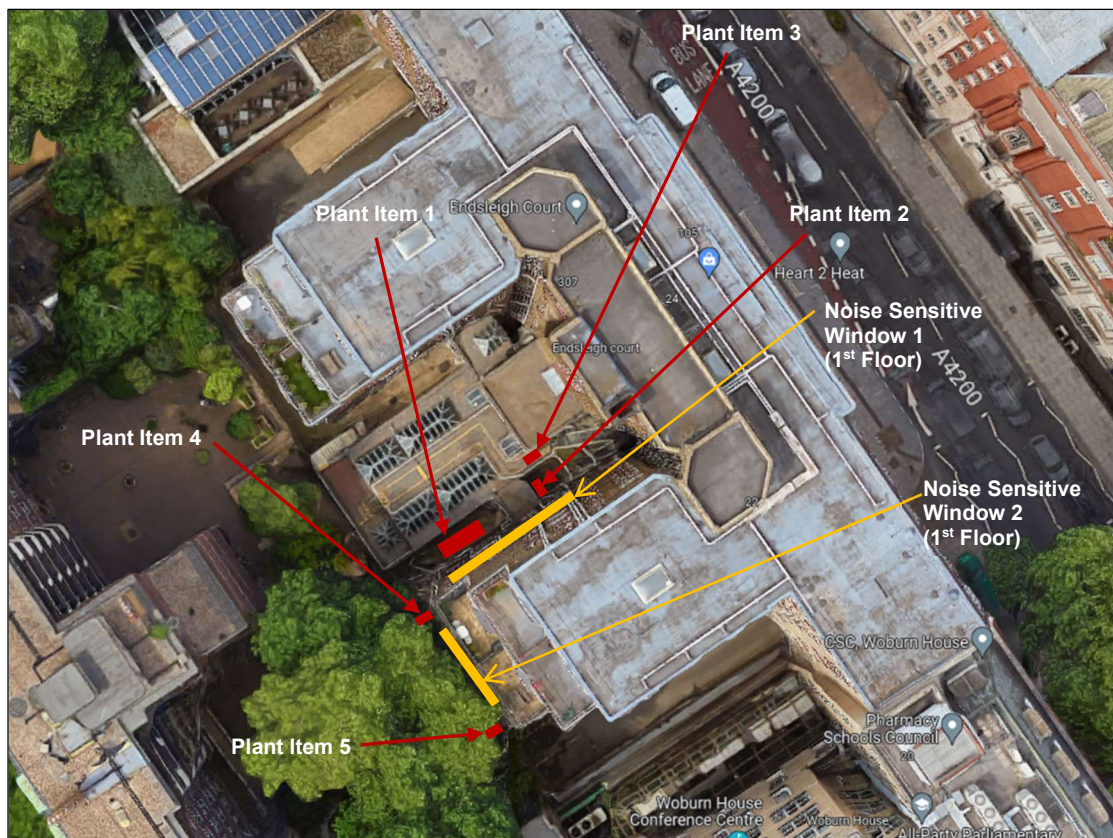 Plant Item 3
BUS
LANE
A4200
Plant Item 1
Endsleigh Court
Plant Item 2
105
Heart 2 Heat
307
24
Noise Sensitive
Window 1
(1st Floor)
Endsleigh court
A4200
Plant Item 4
22
Noise Sensitive
Window 2
(1st Floor)
CSC, Woburn House
Pharmacy
Schools Council
20
Plant Item 5
Woburn House
Conference Centre
Woburn House
All-Party Parliamentary